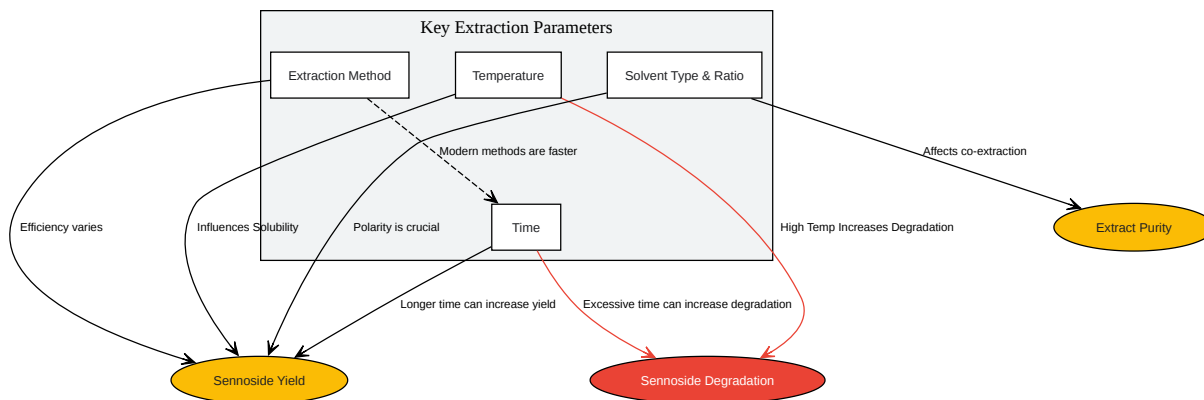 Key Extraction Parameters
Extraction Method
Temperature
Solvent Type & Ratio
Modern methods are faster
Affects co-extraction
Time
Efficiency varies
Influences Solubility
Polarity is crucial
High Temp Increases Degradation
Extract Purity
Longer time can increase yield
Excessive time can increase degradation
Sennoside Yield
Sennoside Degradation